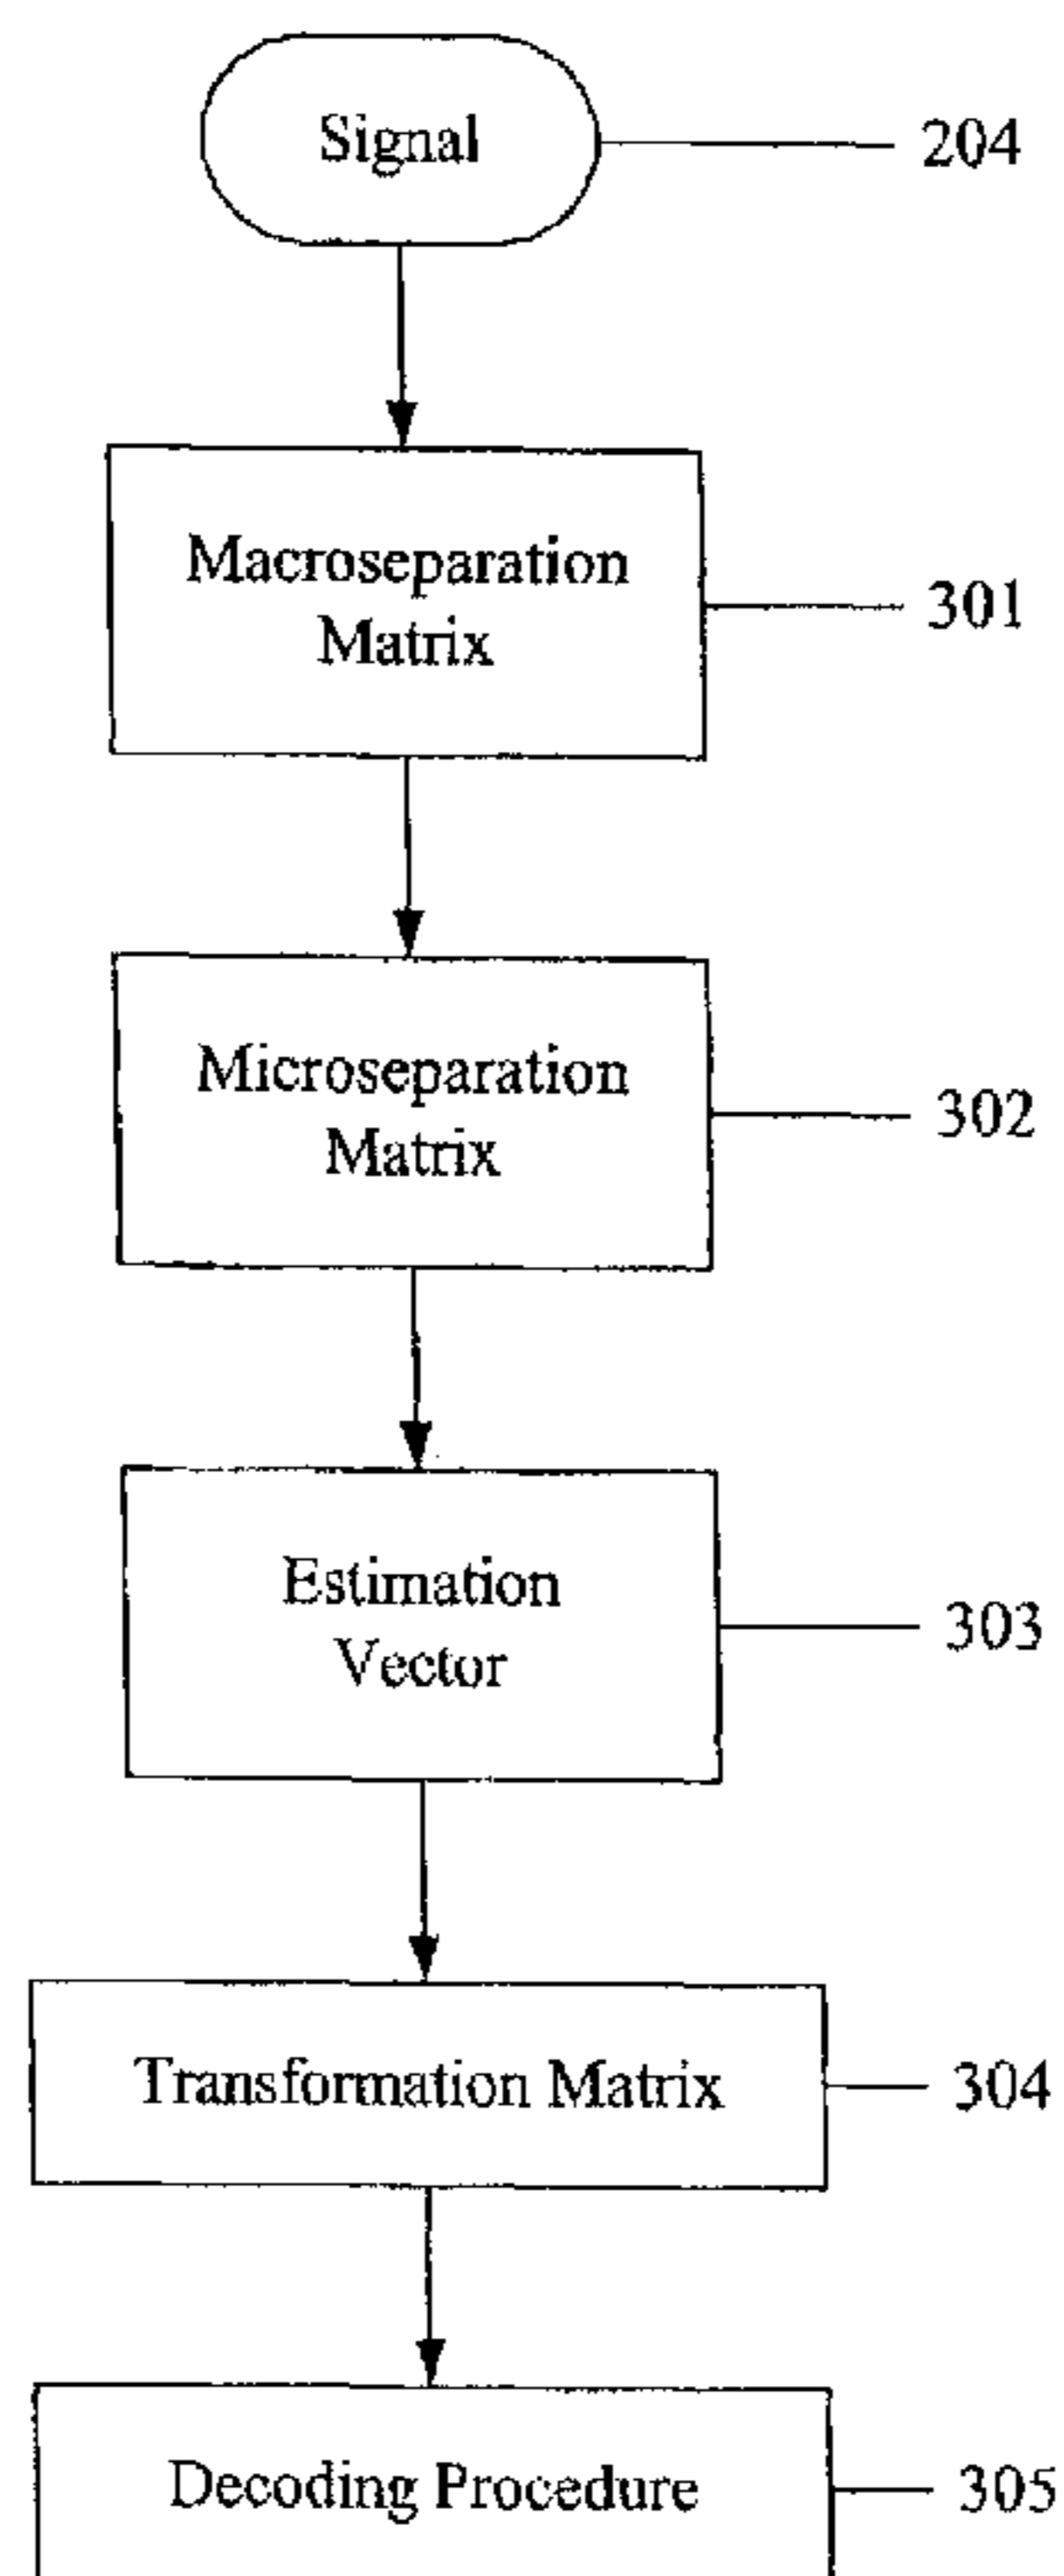 Signal
204
Macroseparation
Matrix
301
Microseparation
Matrix
302
Estimation
Vector
303
Transformation Matrix
304
Decoding Procedure
305